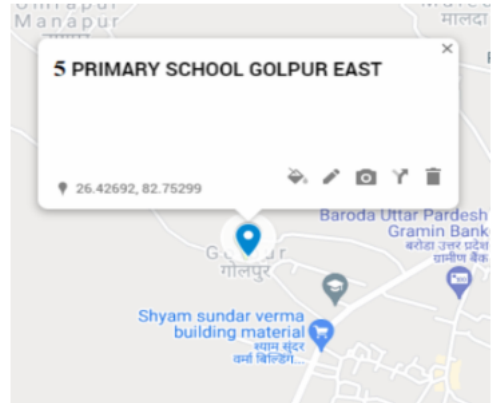 Manapur
मालदा
5 PRIMARY SCHOOL GOLPUR EAST
26.42692, 82.75299
Baroda Uttar Pardesh
Gramin Bank
बरोडा उत्तर प्रदेश
ग्रामीण बैंक
गोलपुर
Shyam sundar verma
building material
श्याम सुंदर
वर्मा बिल्डिंग...